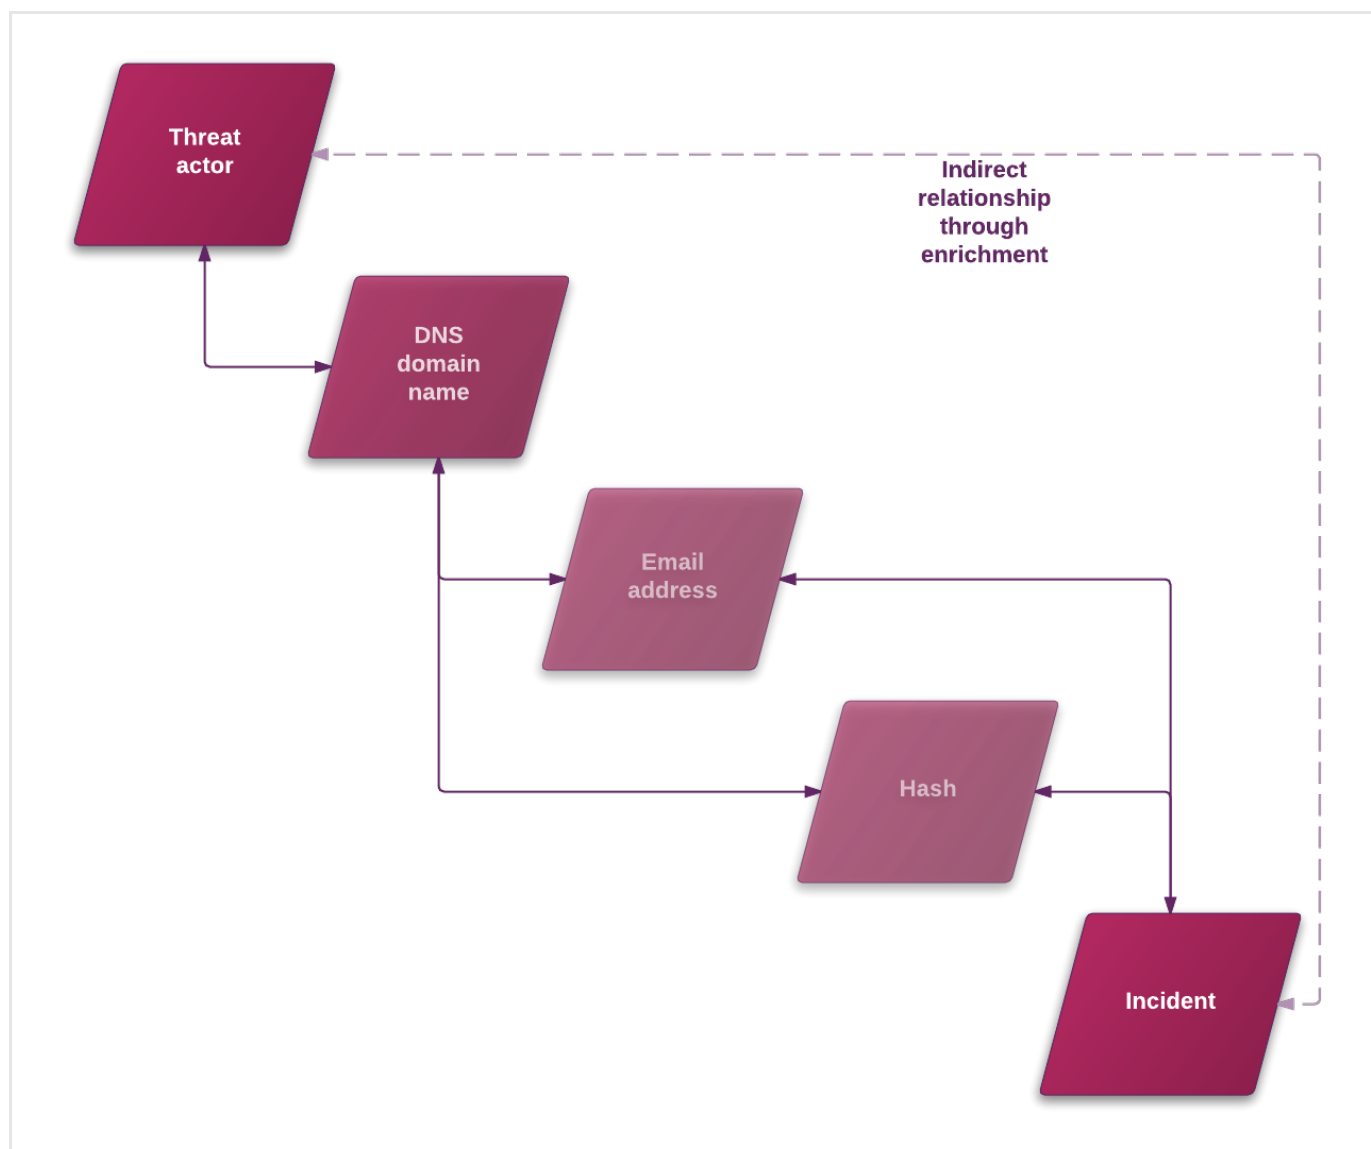 Threat
actor
Indirect
relationship
through
enrichment
DNS
domain
name
Email
address
Hash
Incident